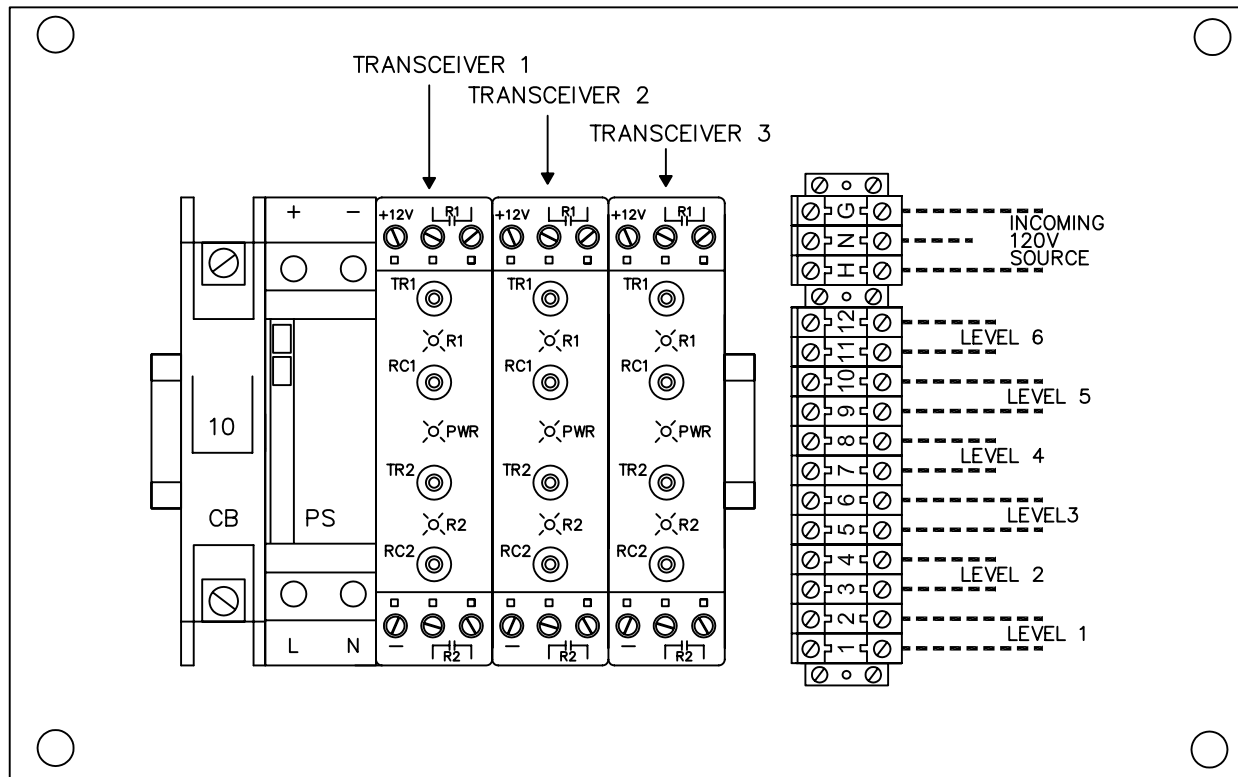 TRANSCEIVER 1
TRANSCEIVER 2
TRANSCEIVER 3
+ −
+12V R1 +12V R1 +12V R1
TR1 TR1 TR1
R1 R1 R1
RC1 RC1 RC1
PWR PWR PWR
TR2 TR2 TR2
R2 R2 R2
RC2 RC2 RC2
− R2 − R2 − R2
10
CB
PS
L N
G
N
H
INCOMING
120V
SOURCE
12
11
LEVEL 6
10
9
LEVEL 5
8
7
LEVEL 4
6
5
LEVEL3
4
3
LEVEL 2
2
1
LEVEL 1